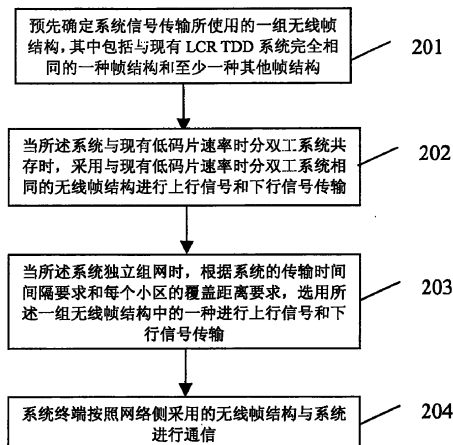 预先确定系统信号传输所使用的一组无线帧
结构，其中包括与现有 LCR TDD 系统完全相
同的一种帧结构和至少一种其他帧结构
201
当所述系统与现有低码片速率时分双工系统共
存时，采用与现有低码片速率时分双工系统相
同的无线帧结构进行上行信号和下行信号传输
202
当所述系统独立组网时，根据系统的传输时间
间隔要求和每个小区的覆盖距离要求，选用所
述一组无线帧结构中的一种进行上行信号和下
行信号传输
203
系统终端按照网络侧采用的无线帧结构与系统
进行通信
204